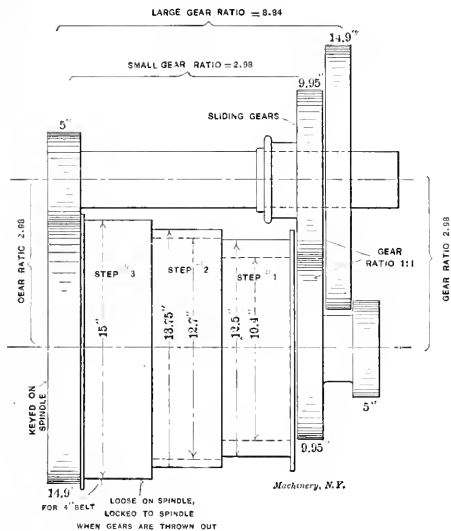 LARGE GEAR RATIO = 8.84
14.9"
SMALL GEAR RATIO = 2.98
9.95"
SLIDING GEARS
5"
GEAR RATIO 2.98
GEAR RATIO 2.98
GEAR
RATIO 1:1
STEP #3
STEP #2
STEP #1
15"
13.75"
12.7"
12.5"
10.4"
KEYED ON
SPINDLE
5"
9.95"
14.9"
FOR 4" BELT
LOOSE ON SPINDLE,
LOCKED TO SPINDLE
WHEN GEARS ARE THROWN OUT
Machinery, N.Y.